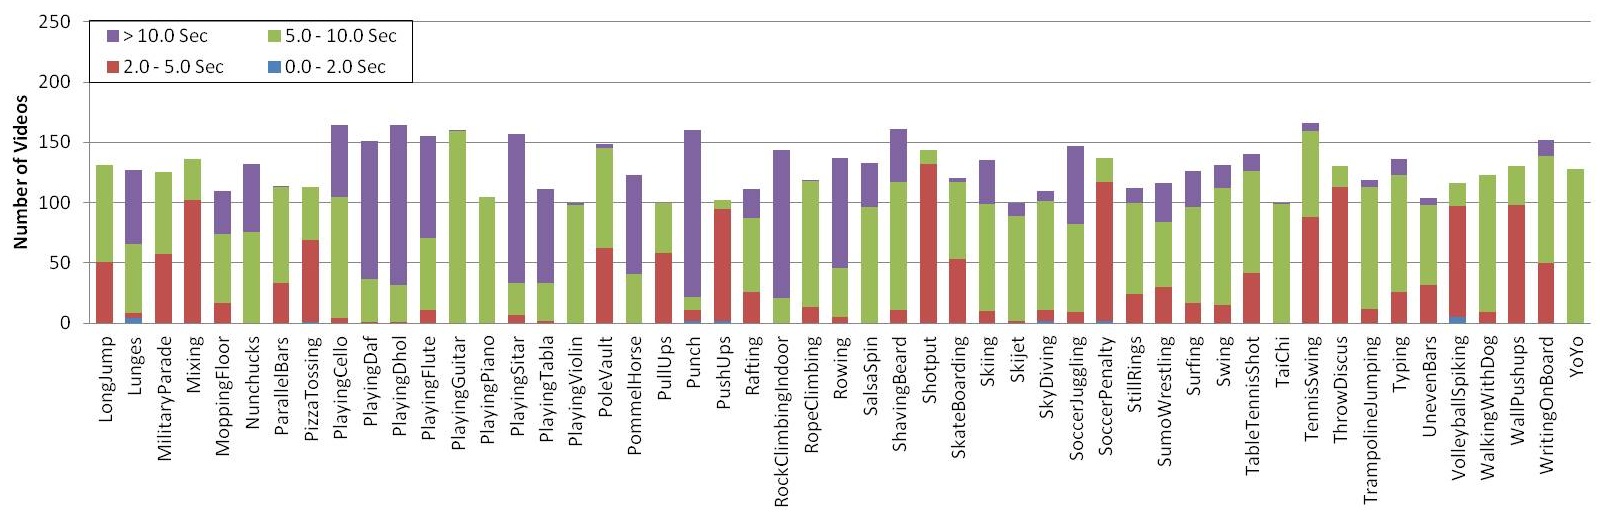 Number of Videos
250
200
150
100
50
0
> 10.0 Sec
5.0 - 10.0 Sec
2.0 - 5.0 Sec
0.0 - 2.0 Sec
LongJump
Lunges
MilitaryParade
Mixing
MoppingFloor
Nunchucks
ParallelBars
PizzaTossing
PlayingCello
PlayingDaf
PlayingDhol
PlayingFlute
PlayingGuitar
PlayingPiano
PlayingSitar
PlayingTabla
PlayingViolin
PoleVault
PommelHorse
PullUps
Punch
PushUps
Rafting
RockClimbingIndoor
RopeClimbing
Rowing
SalsaSpin
ShavingBeard
Shotput
SkateBoarding
Skiing
Skijet
SkyDiving
SoccerJuggling
SoccerPenalty
StillRings
SumoWrestling
Surfing
Swing
TableTennisShot
TaiChi
TennisSwing
ThrowDiscus
TrampolineJumping
Typing
UnevenBars
VolleyballSpiking
WalkingWithDog
WallPushups
WritingOnBoard
YoYo